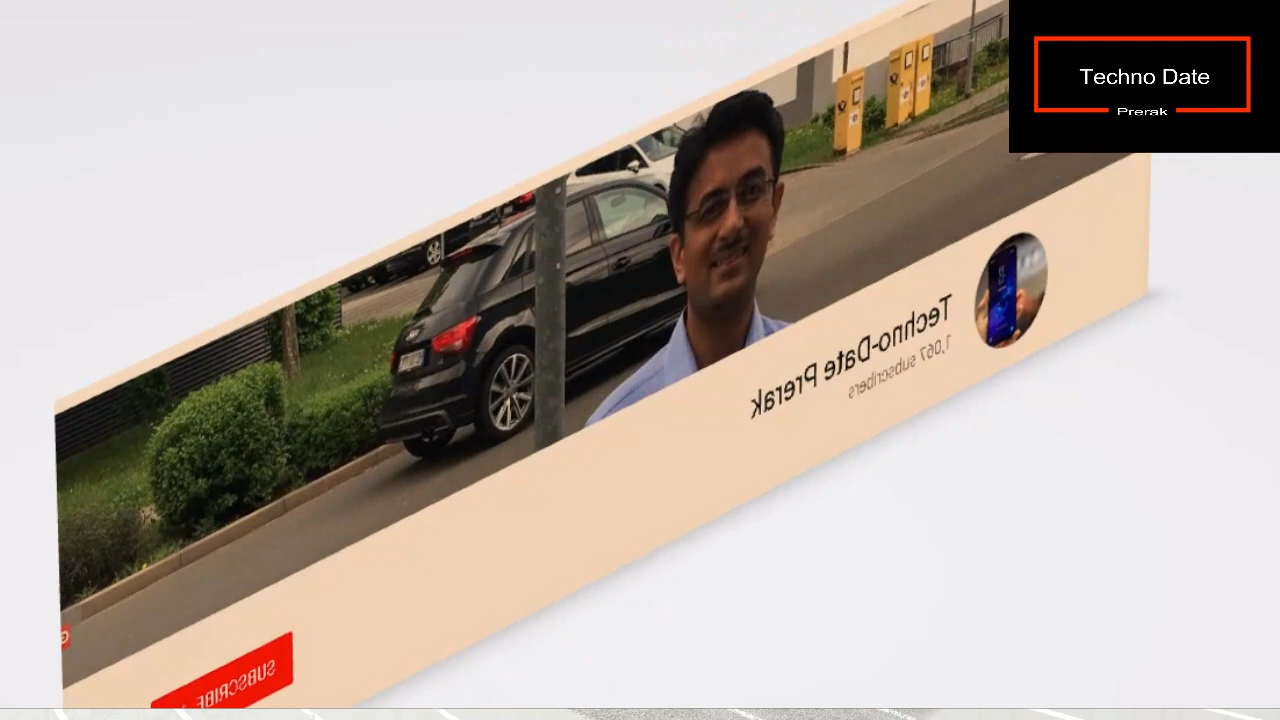 Techno Date
Prerak
Techno-Date Prerak
1,067 subscribers
SUBSCRIBE